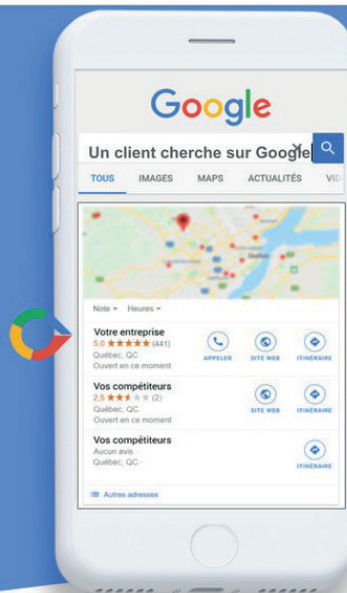 Google
Un client cherche sur Google
TOUS IMAGES MAPS ACTUALITÉS VID
Note Heures
Votre entreprise
5,0 ★★★★★ (441)
Québec, QC
Ouvert en ce moment
APPELER SITE WEB ITINÉRAIRE
Vos compétiteurs
2,5 ★★★★★ (2)
Québec, QC
Ouvert en ce moment
SITE WEB ITINÉRAIRE
Vos compétiteurs
Aucun avis
Québec, QC
ITINÉRAIRE
Autres adresses